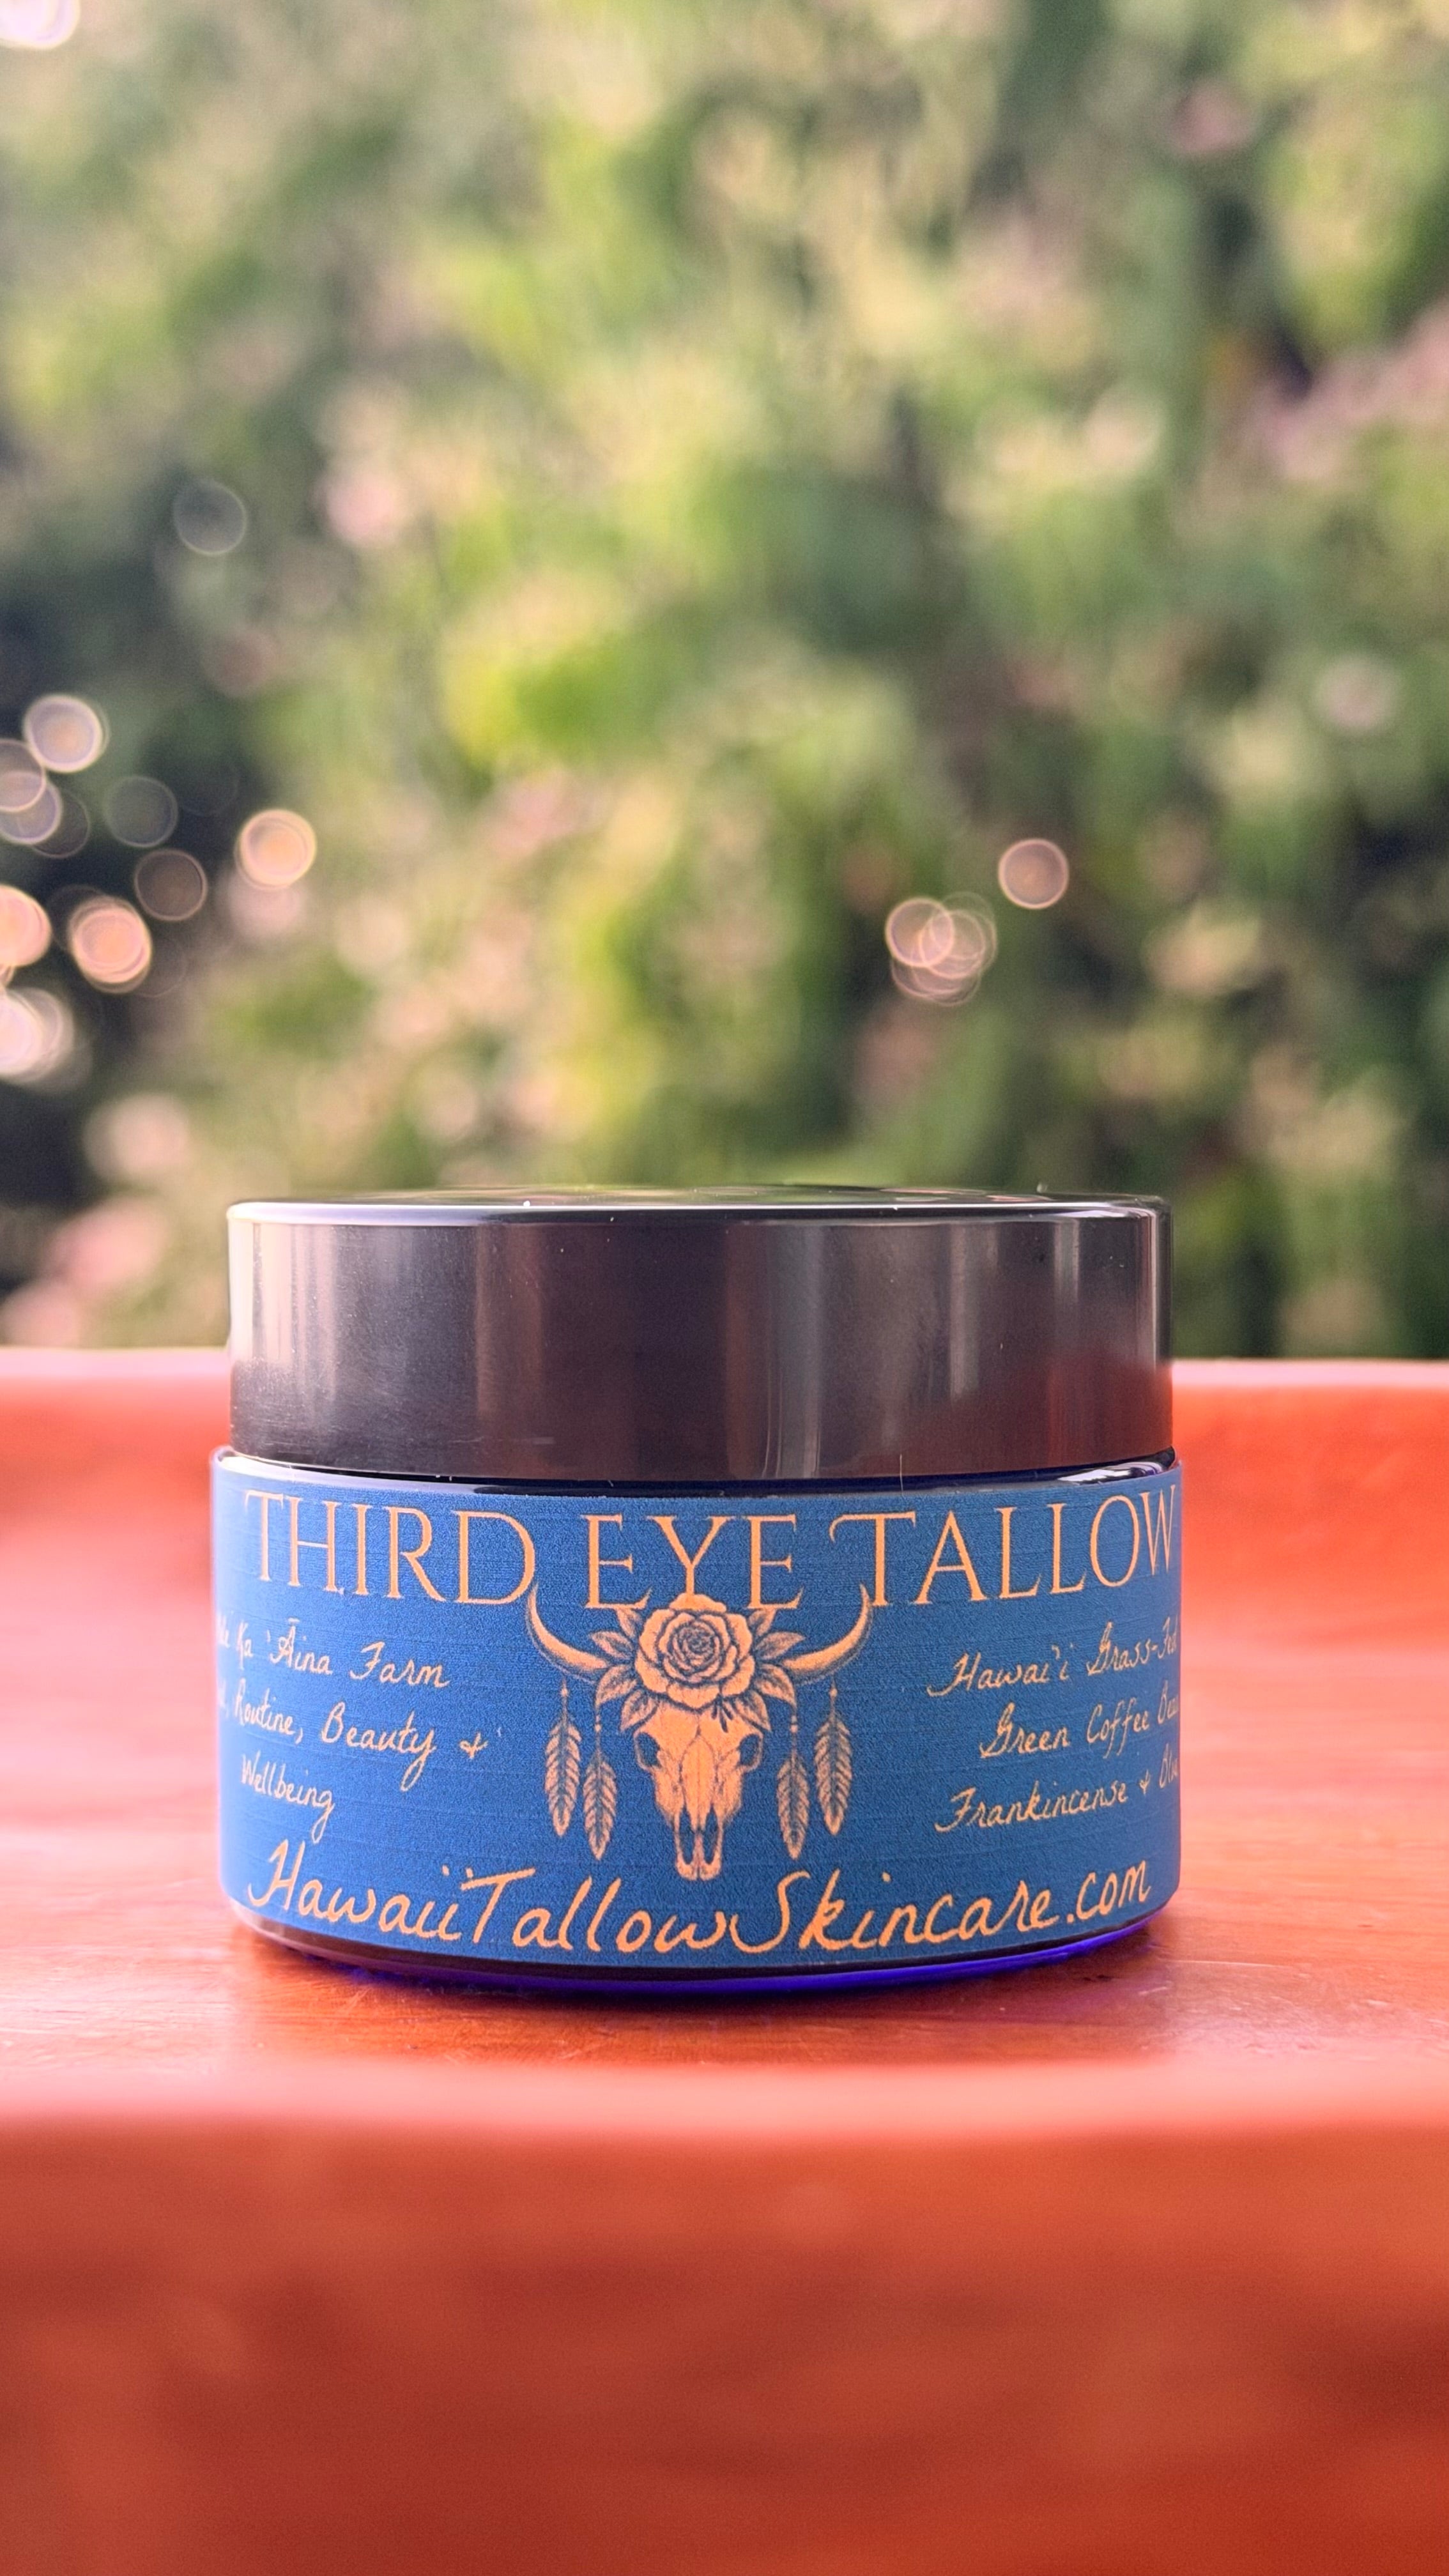 THIRD EYE TALLOW
Ka ʻĀina Farm
Routine, Beauty &
Wellbeing
Hawaiʻi Grass-Fed
Green Coffee
Frankincense &
HawaiiTallowSkincare.com